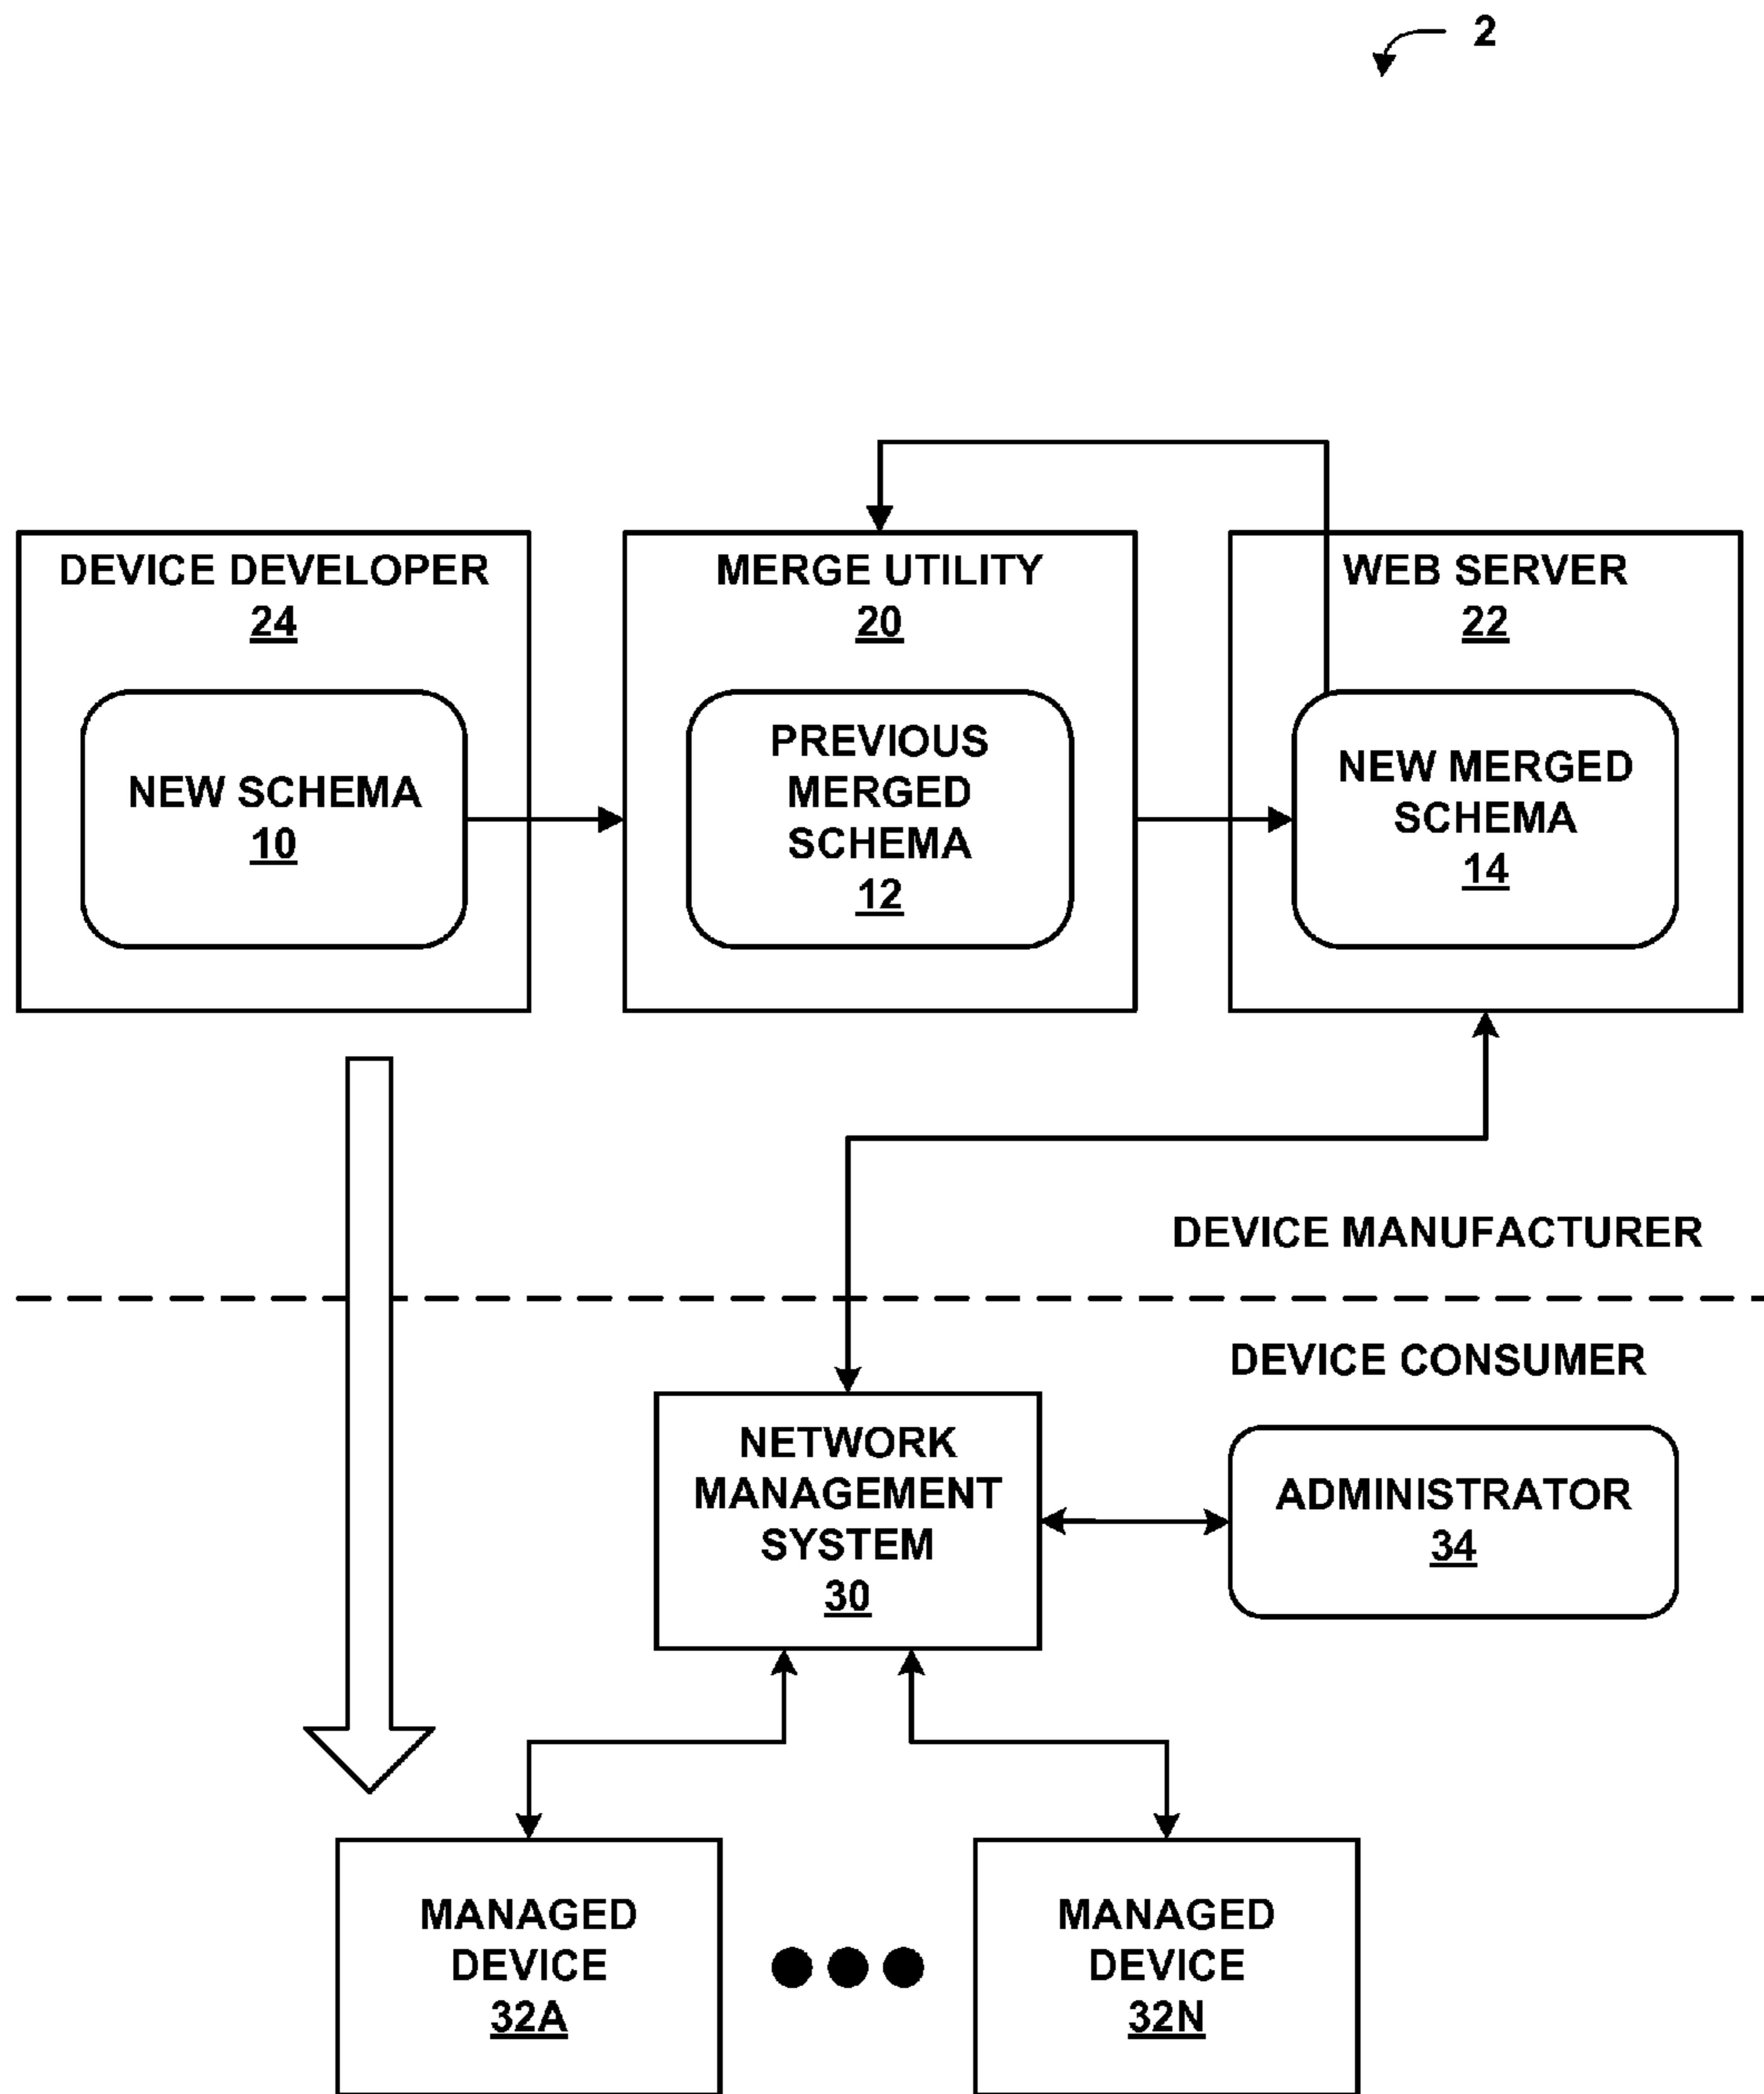 2
DEVICE DEVELOPER
24
NEW SCHEMA
10
MERGE UTILITY
20
PREVIOUS
MERGED
SCHEMA
12
WEB SERVER
22
NEW MERGED
SCHEMA
14
DEVICE MANUFACTURER
DEVICE CONSUMER
NETWORK
MANAGEMENT
SYSTEM
30
ADMINISTRATOR
34
MANAGED
DEVICE
32A
MANAGED
DEVICE
32N